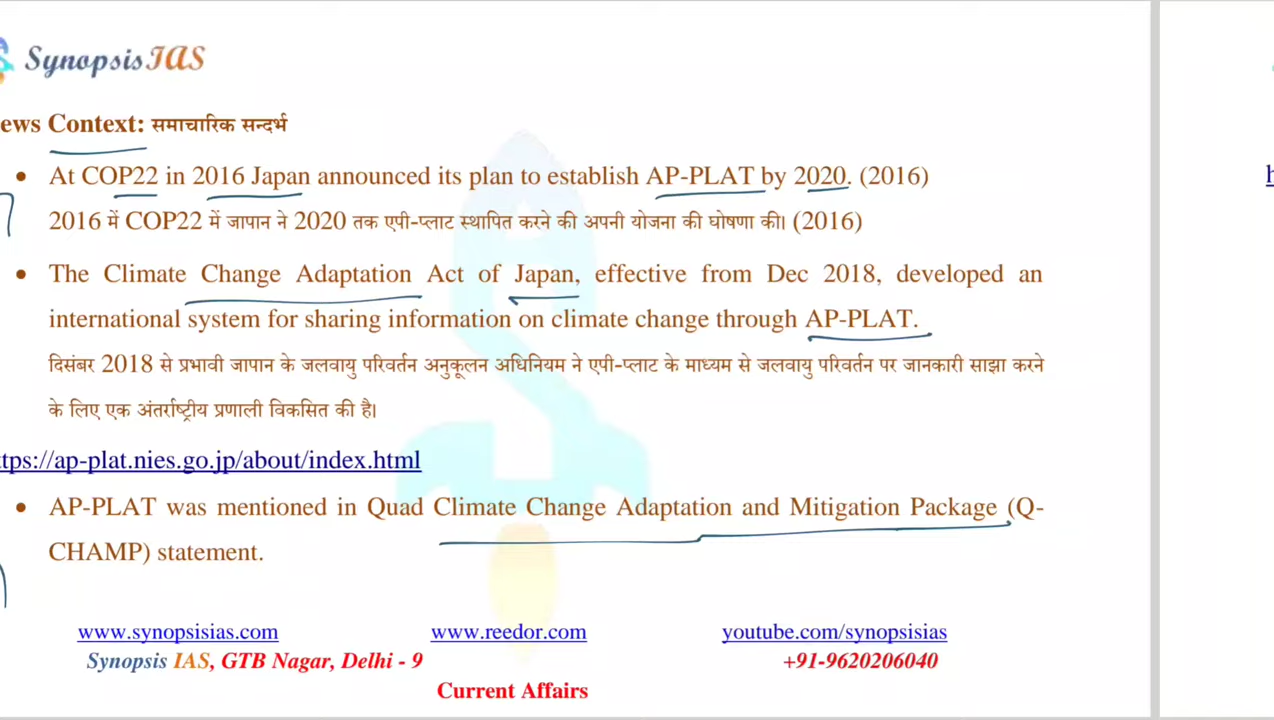 Synopsis IAS
ews Context: समाचारिक सन्दर्भ
• At COP22 in 2016 Japan announced its plan to establish AP-PLAT by 2020. (2016)
2016 में COP22 में जापान ने 2020 तक एपी-प्लाट स्थापित करने की अपनी योजना की घोषणा की। (2016)
• The Climate Change Adaptation Act of Japan, effective from Dec 2018, developed an
international system for sharing information on climate change through AP-PLAT.
दिसंबर 2018 से प्रभावी जापान के जलवायु परिवर्तन अनुकूलन अधिनियम ने एपी-प्लाट के माध्यम से जलवायु परिवर्तन पर जानकारी साझा करने
के लिए एक अंतर्राष्ट्रीय प्रणाली विकसित की है।
ttps://ap-plat.nies.go.jp/about/index.html
• AP-PLAT was mentioned in Quad Climate Change Adaptation and Mitigation Package (Q-
CHAMP) statement.
www.synopsisias.com www.reedor.com youtube.com/synopsisias
Synopsis IAS, GTB Nagar, Delhi - 9 +91-9620206040
Current Affairs